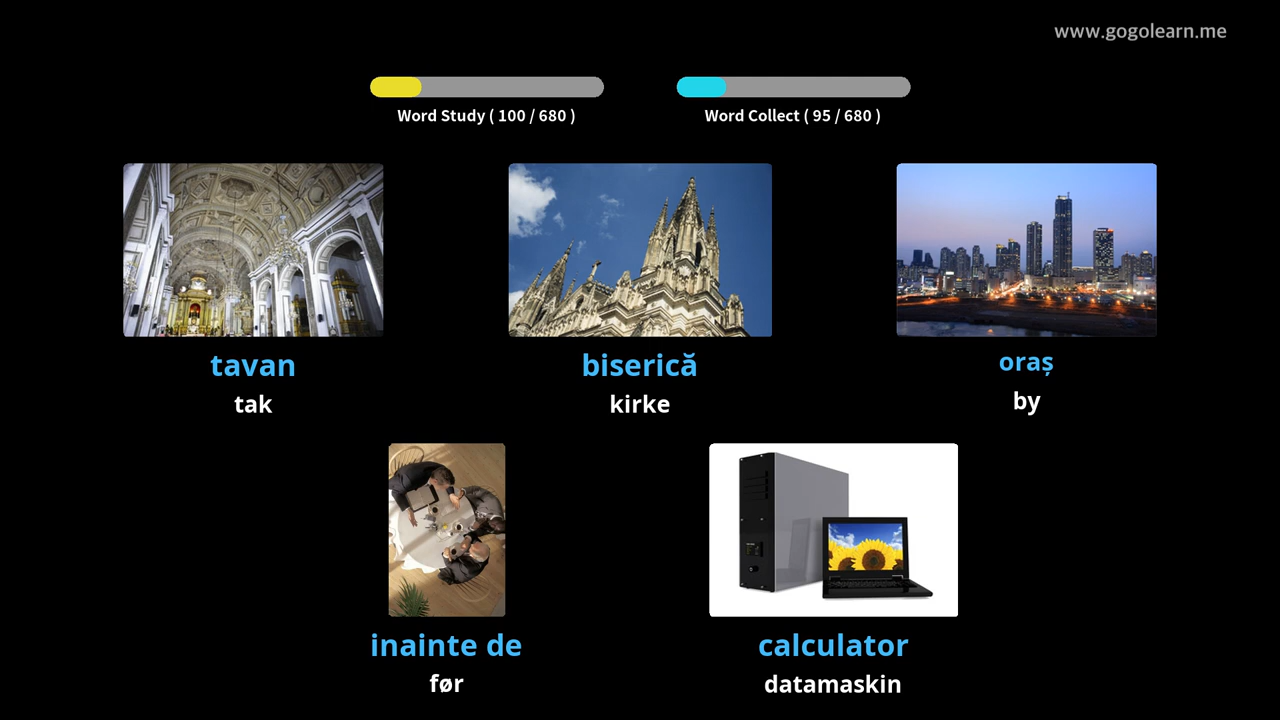 www.gogolearn.me
Word Study ( 100 / 680 )
Word Collect ( 95 / 680 )
tavan
tak
biserică
kirke
oraș
by
inainte de
før
calculator
datamaskin